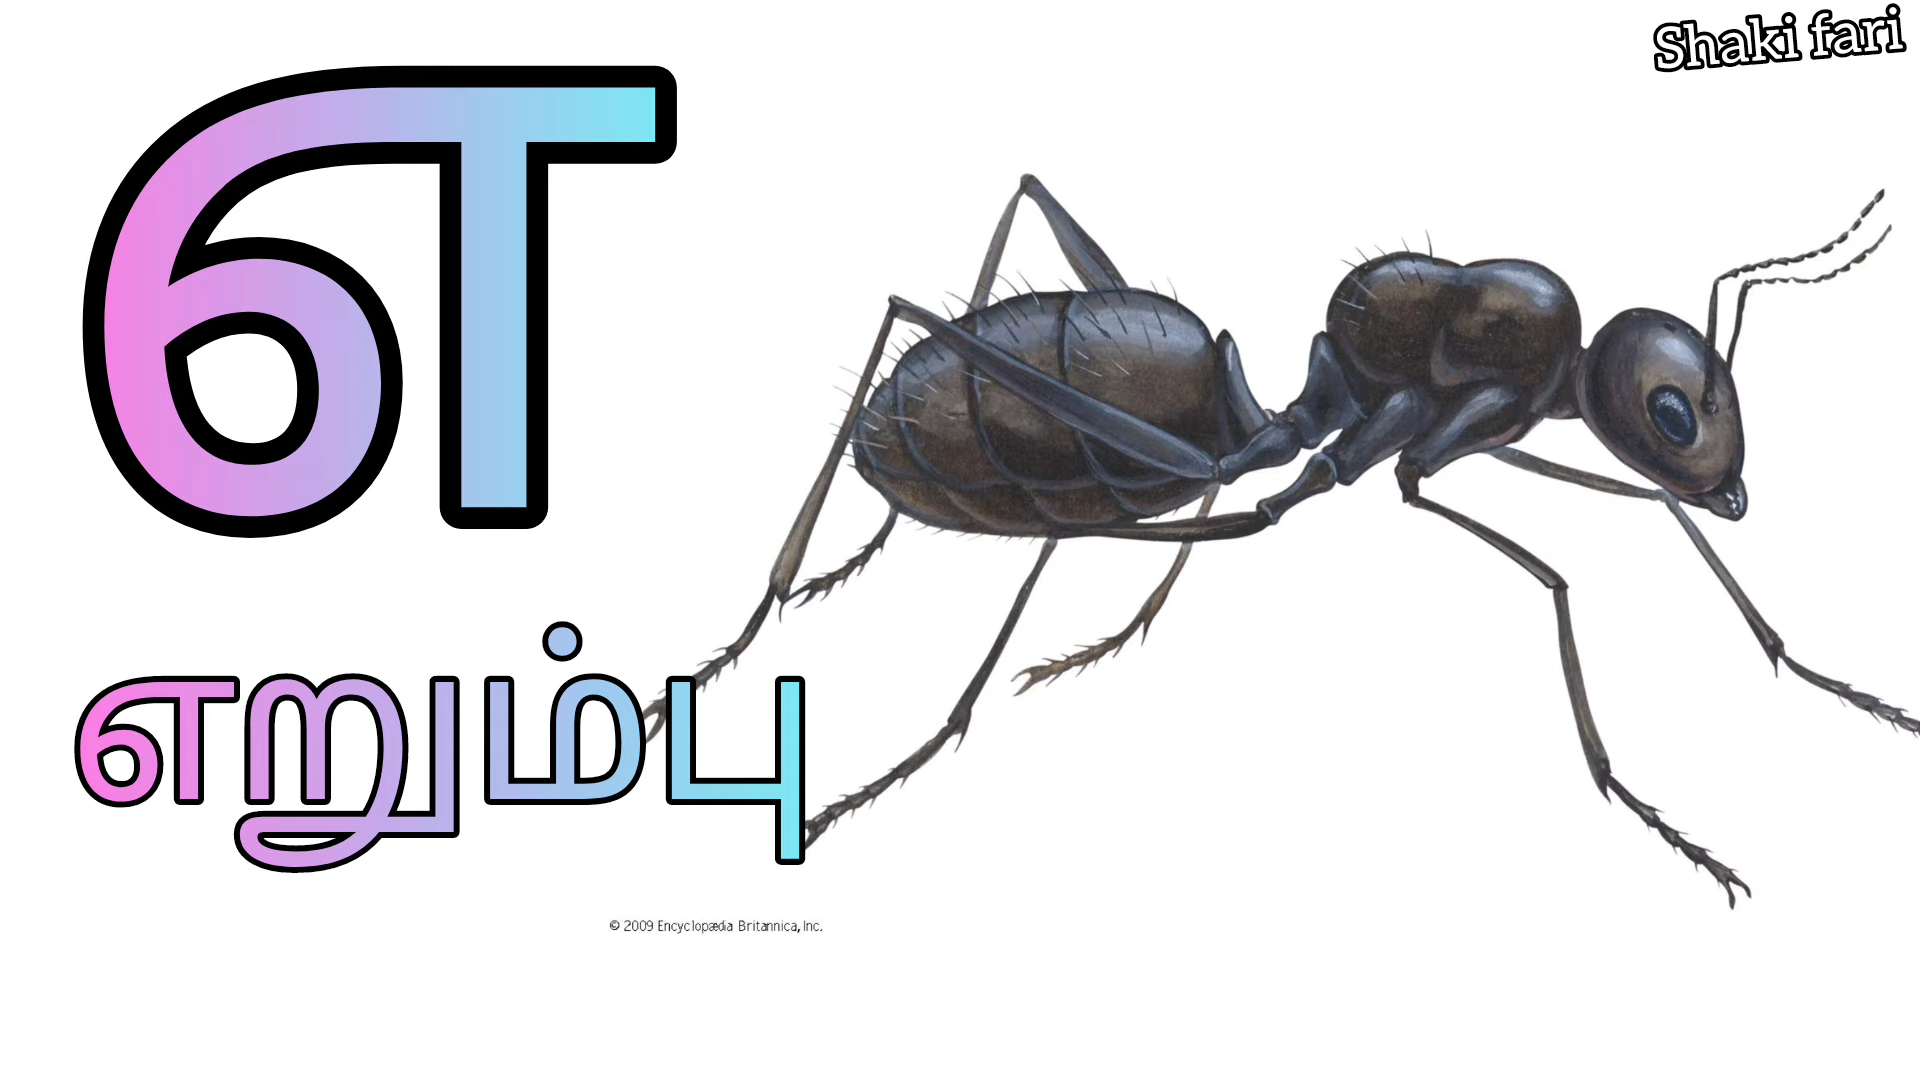 Shaki fari
எ
எறும்பு
© 2009 Encyclopædia Britannica, Inc.